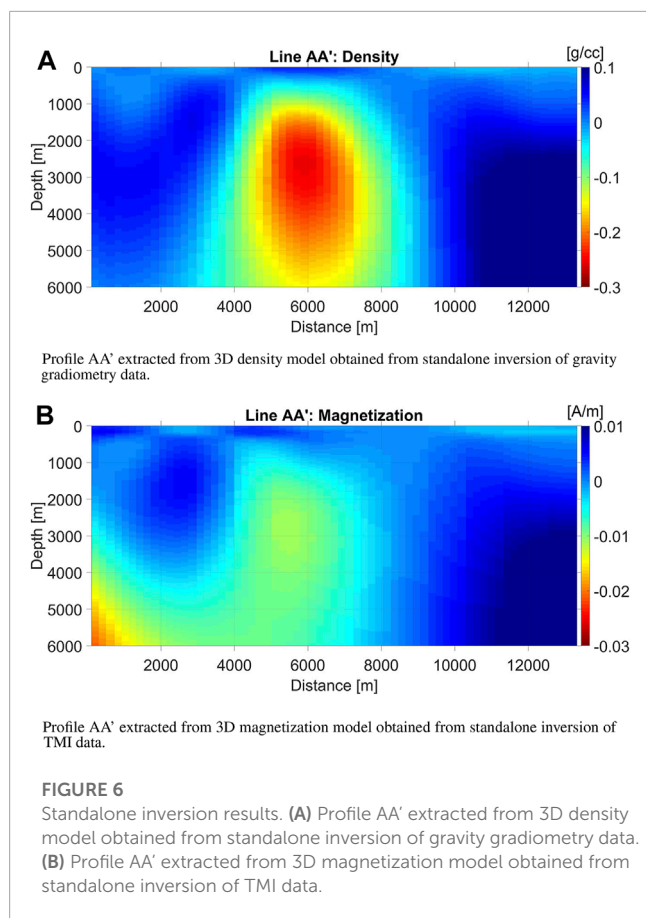 A
Line AA': Density
[g/cc]
0
1000
2000
3000
4000
5000
6000
Depth [m]
2000 4000 6000 8000 10000 12000
Distance [m]
0.1
0
-0.1
-0.2
-0.3
Profile AA’ extracted from 3D density model obtained from standalone inversion of gravity
gradiometry data.
B
Line AA': Magnetization
[A/m]
0
1000
2000
3000
4000
5000
6000
Depth [m]
2000 4000 6000 8000 10000 12000
Distance [m]
0.01
0
-0.01
-0.02
-0.03
Profile AA’ extracted from 3D magnetization model obtained from standalone inversion of
TMI data.
FIGURE 6
Standalone inversion results. (A) Profile AA’ extracted from 3D density
model obtained from standalone inversion of gravity gradiometry data.
(B) Profile AA’ extracted from 3D magnetization model obtained from
standalone inversion of TMI data.